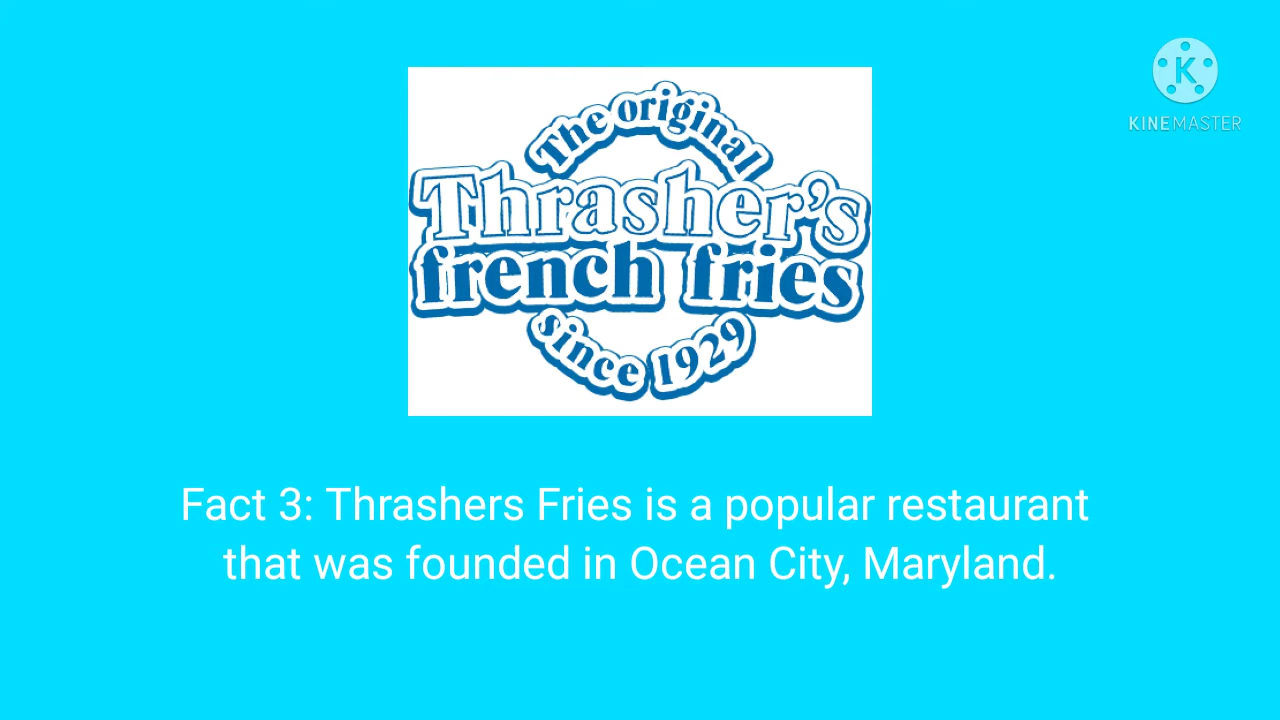 The original
Thrasher's
french fries
since 1929
K
KINEMASTER
Fact 3: Thrashers Fries is a popular restaurant
that was founded in Ocean City, Maryland.